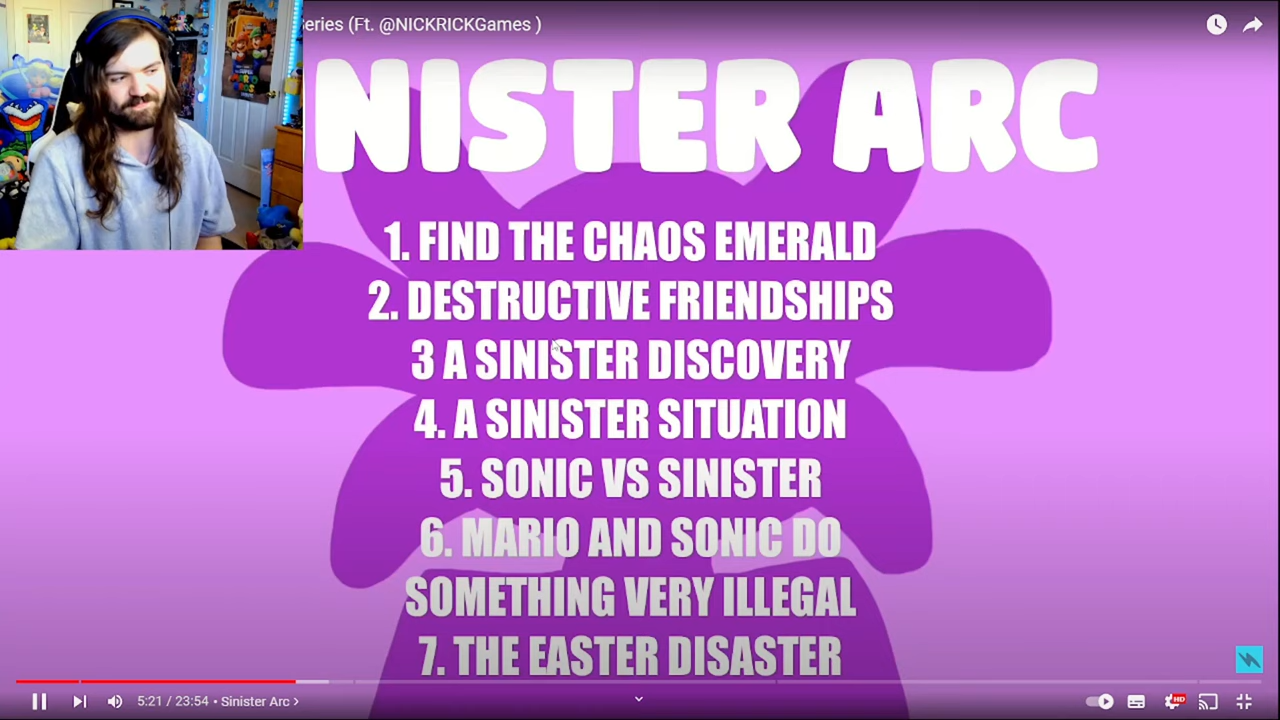 eries (Ft. @NICKRICKGames )
NISTER ARC
1. FIND THE CHAOS EMERALD
2. DESTRUCTIVE FRIENDSHIPS
3 A SINISTER DISCOVERY
4. A SINISTER SITUATION
5. SONIC VS SINISTER
6. MARIO AND SONIC DO
SOMETHING VERY ILLEGAL
7. THE EASTER DISASTER
5:21 / 23:54 • Sinister Arc >
HD